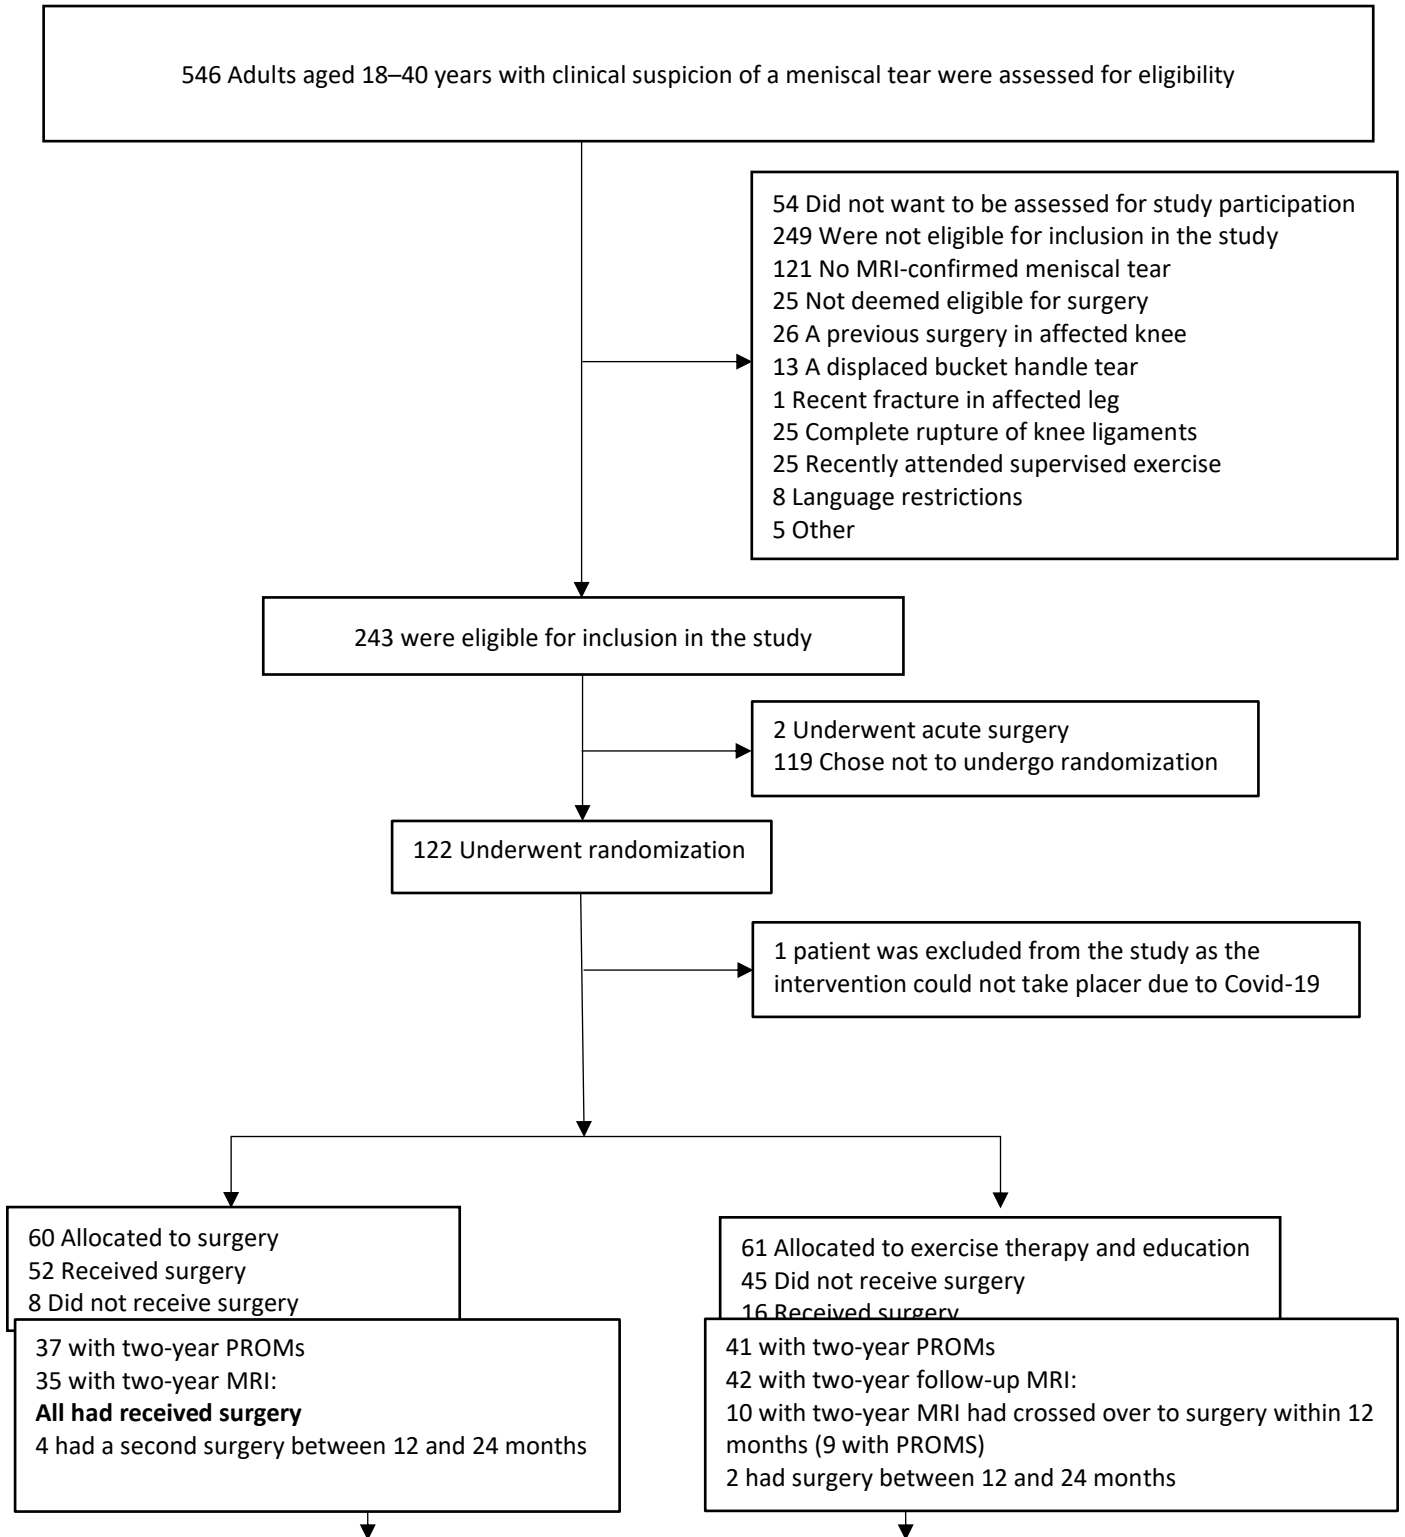 546 Adults aged 18–40 years with clinical suspicion of a meniscal tear were assessed for eligibility
54 Did not want to be assessed for study participation
249 Were not eligible for inclusion in the study
121 No MRI-confirmed meniscal tear
25 Not deemed eligible for surgery
26 A previous surgery in affected knee
13 A displaced bucket handle tear
1 Recent fracture in affected leg
25 Complete rupture of knee ligaments
25 Recently attended supervised exercise
8 Language restrictions
5 Other
243 were eligible for inclusion in the study
2 Underwent acute surgery
119 Chose not to undergo randomization
122 Underwent randomization
1 patient was excluded from the study as the
intervention could not take placer due to Covid-19
60 Allocated to surgery
52 Received surgery
8 Did not receive surgery
61 Allocated to exercise therapy and education
45 Did not receive surgery
16 Received surgery
37 with two-year PROMs
35 with two-year MRI:
All had received surgery
4 had a second surgery between 12 and 24 months
41 with two-year PROMs
42 with two-year follow-up MRI:
10 with two-year MRI had crossed over to surgery within 12
months (9 with PROMS)
2 had surgery between 12 and 24 months